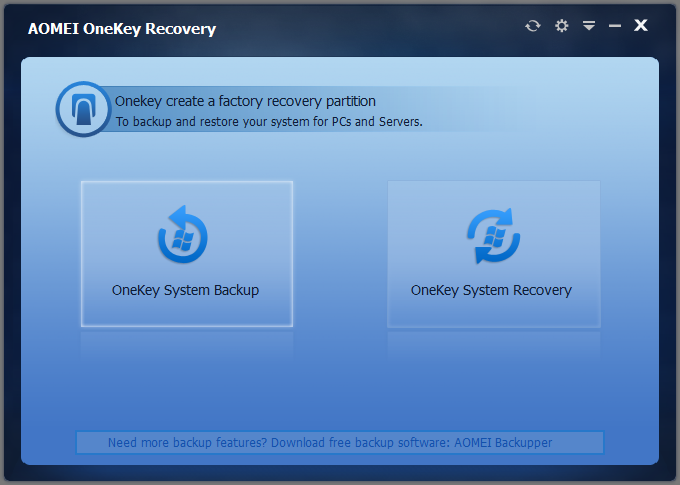 AOMEI OneKey Recovery
Onekey create a factory recovery partition
To backup and restore your system for PCs and Servers.
OneKey System Backup
OneKey System Recovery
Need more backup features? Download free backup software: AOMEI Backupper